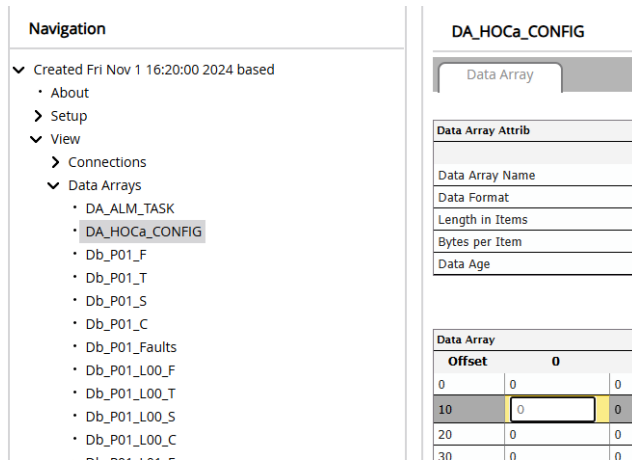 Navigation
Created Fri Nov 1 16:20:00 2024 based
About
Setup
View
Connections
Data Arrays
DA_ALM_TASK
DA_HOCa_CONFIG
Db_P01_F
Db_P01_T
Db_P01_S
Db_P01_C
Db_P01_Faults
Db_P01_L00_F
Db_P01_L00_T
Db_P01_L00_S
Db_P01_L00_C
DA_HOCa_CONFIG
Data Array
Data Array Attrib
Data Array Name
Data Format
Length in Items
Bytes per Item
Data Age
Data Array
Offset 0
0 0 0
10 0 0
20 0 0
30 0 0